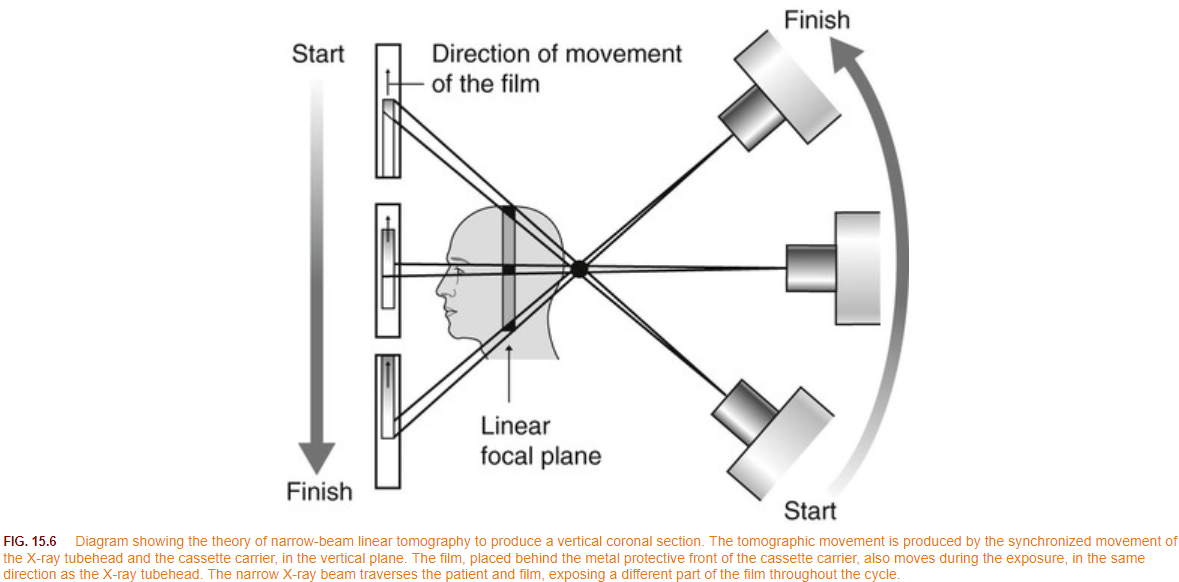 Finish
Start
Direction of movement
of the film
Linear
focal plane
Finish
Start
FIG. 15.6 Diagram showing the theory of narrow-beam linear tomography to produce a vertical coronal section. The tomographic movement is produced by the synchronized movement of
the X-ray tubehead and the cassette carrier, in the vertical plane. The film, placed behind the metal protective front of the cassette carrier, also moves during the exposure, in the same
direction as the X-ray tubehead. The narrow X-ray beam traverses the patient and film, exposing a different part of the film throughout the cycle.